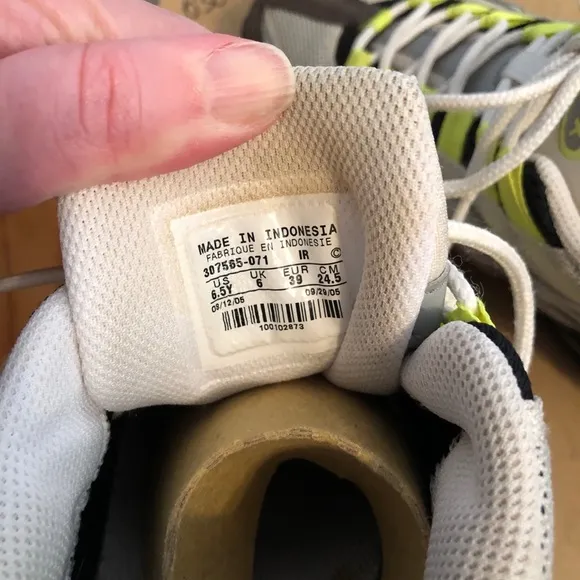 MADE IN INDONESIA
FABRIQUE EN INDONESIE
307565-071 IR ©
US UK EUR CM
6.5Y 6 39 24.5
08/12/05 09/29/05
100102873